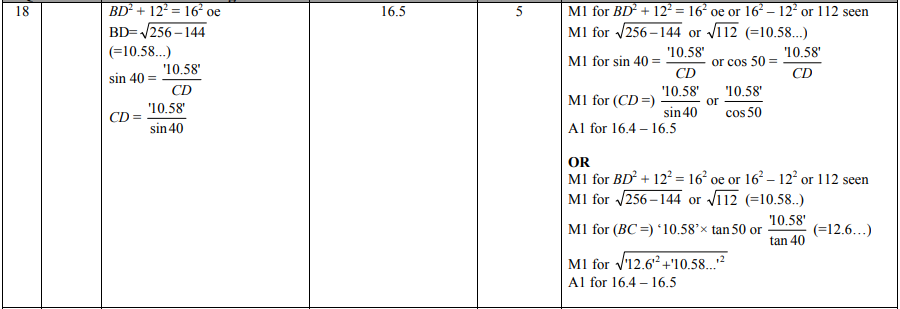 18
BD² + 12² = 16² oe
BD= √(256 – 144)
(=10.58...)
sin 40 = '10.58' / CD
CD = '10.58' / sin 40
16.5
5
M1 for BD² + 12² = 16² oe or 16² – 12² or 112 seen
M1 for √(256 – 144) or √112 (=10.58...)
M1 for sin 40 = '10.58' / CD or cos 50 = '10.58' / CD
M1 for (CD =) '10.58' / sin 40 or '10.58' / cos 50
A1 for 16.4 – 16.5
OR
M1 for BD² + 12² = 16² oe or 16² – 12² or 112 seen
M1 for √(256 – 144) or √112 (=10.58..)
M1 for (BC =) ‘10.58’× tan 50 or '10.58' / tan 40 (=12.6…)
M1 for √('12.6'² +'10.58...'²)
A1 for 16.4 – 16.5